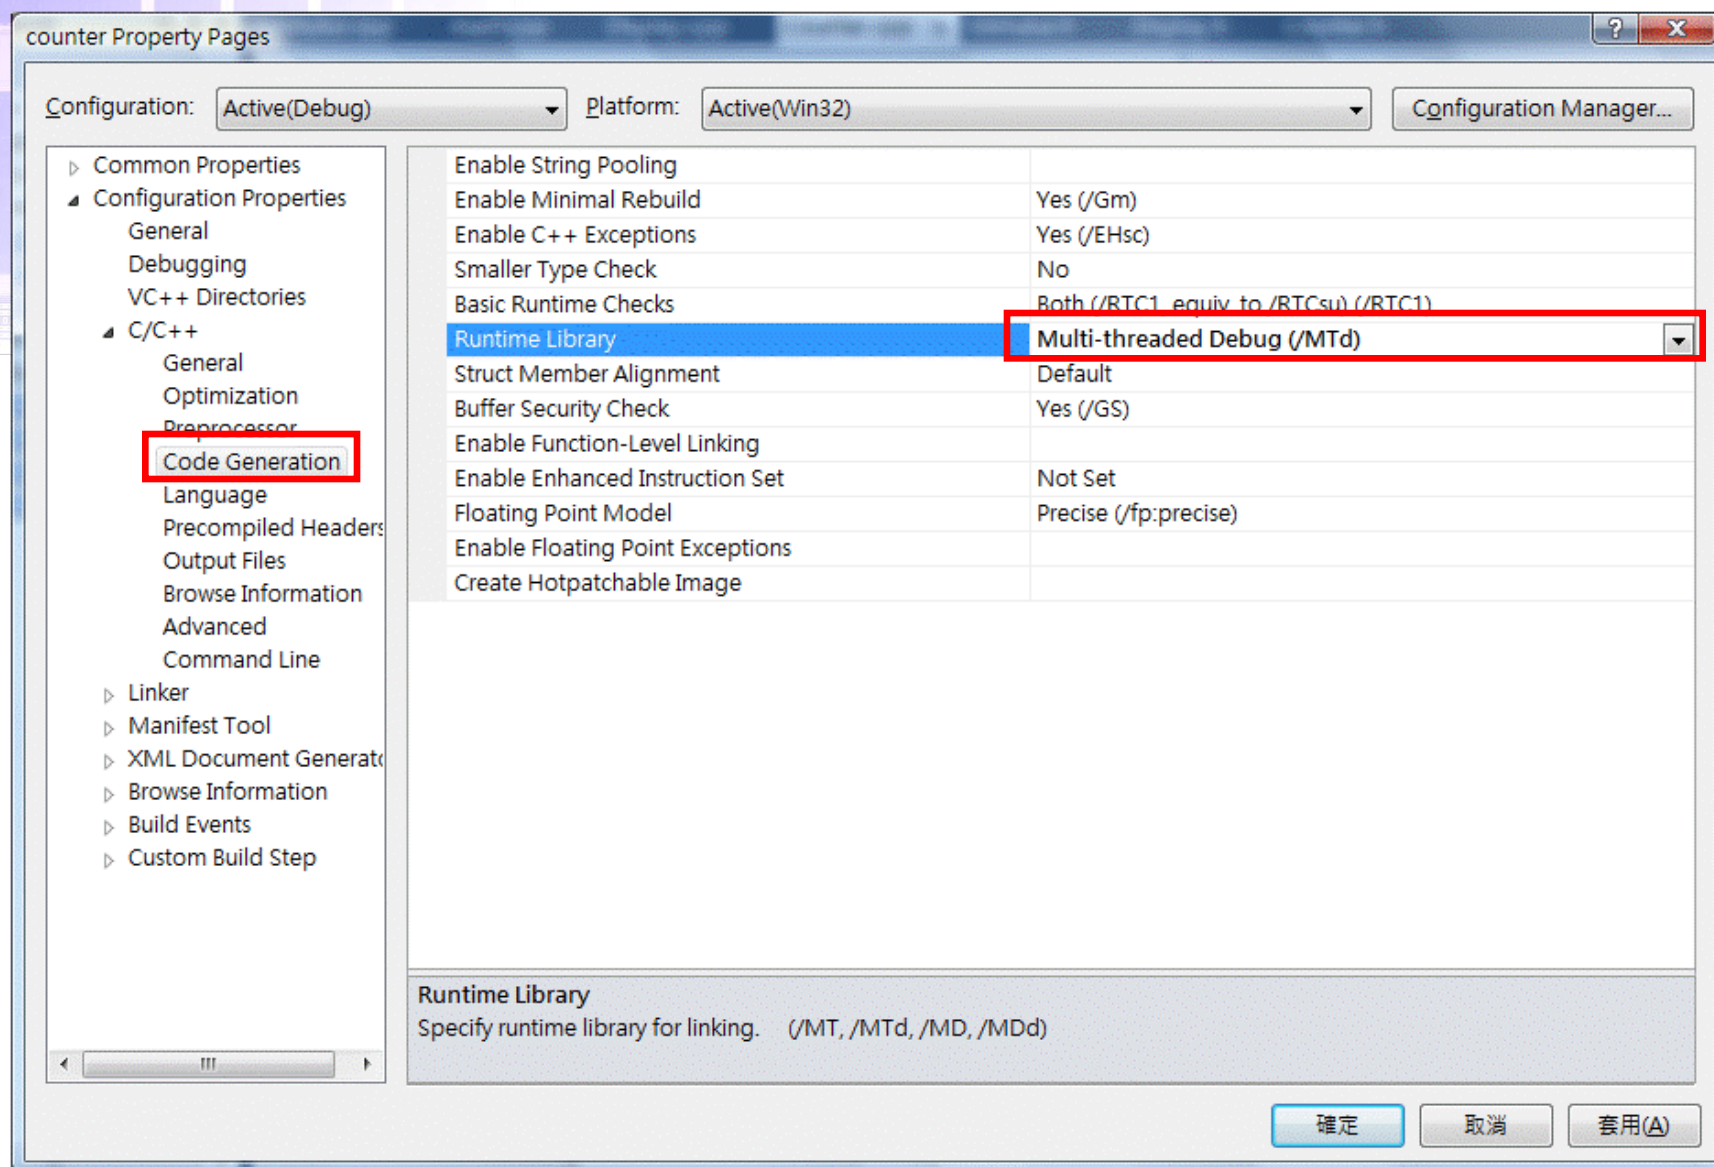 counter Property Pages
Configuration: Active(Debug) Platform: Active(Win32) Configuration Manager...
Common Properties
Configuration Properties
General
Debugging
VC++ Directories
C/C++
General
Optimization
Preprocessor
Code Generation
Language
Precompiled Headers
Output Files
Browse Information
Advanced
Command Line
Linker
Manifest Tool
XML Document Generato
Browse Information
Build Events
Custom Build Step
Enable String Pooling
Enable Minimal Rebuild Yes (/Gm)
Enable C++ Exceptions Yes (/EHsc)
Smaller Type Check No
Basic Runtime Checks Both (/RTC1, equiv. to /RTCsu) (/RTC1)
Runtime Library Multi-threaded Debug (/MTd)
Struct Member Alignment Default
Buffer Security Check Yes (/GS)
Enable Function-Level Linking
Enable Enhanced Instruction Set Not Set
Floating Point Model Precise (/fp:precise)
Enable Floating Point Exceptions
Create Hotpatchable Image
Runtime Library
Specify runtime library for linking. (/MT, /MTd, /MD, /MDd)
確定 取消 套用(A)